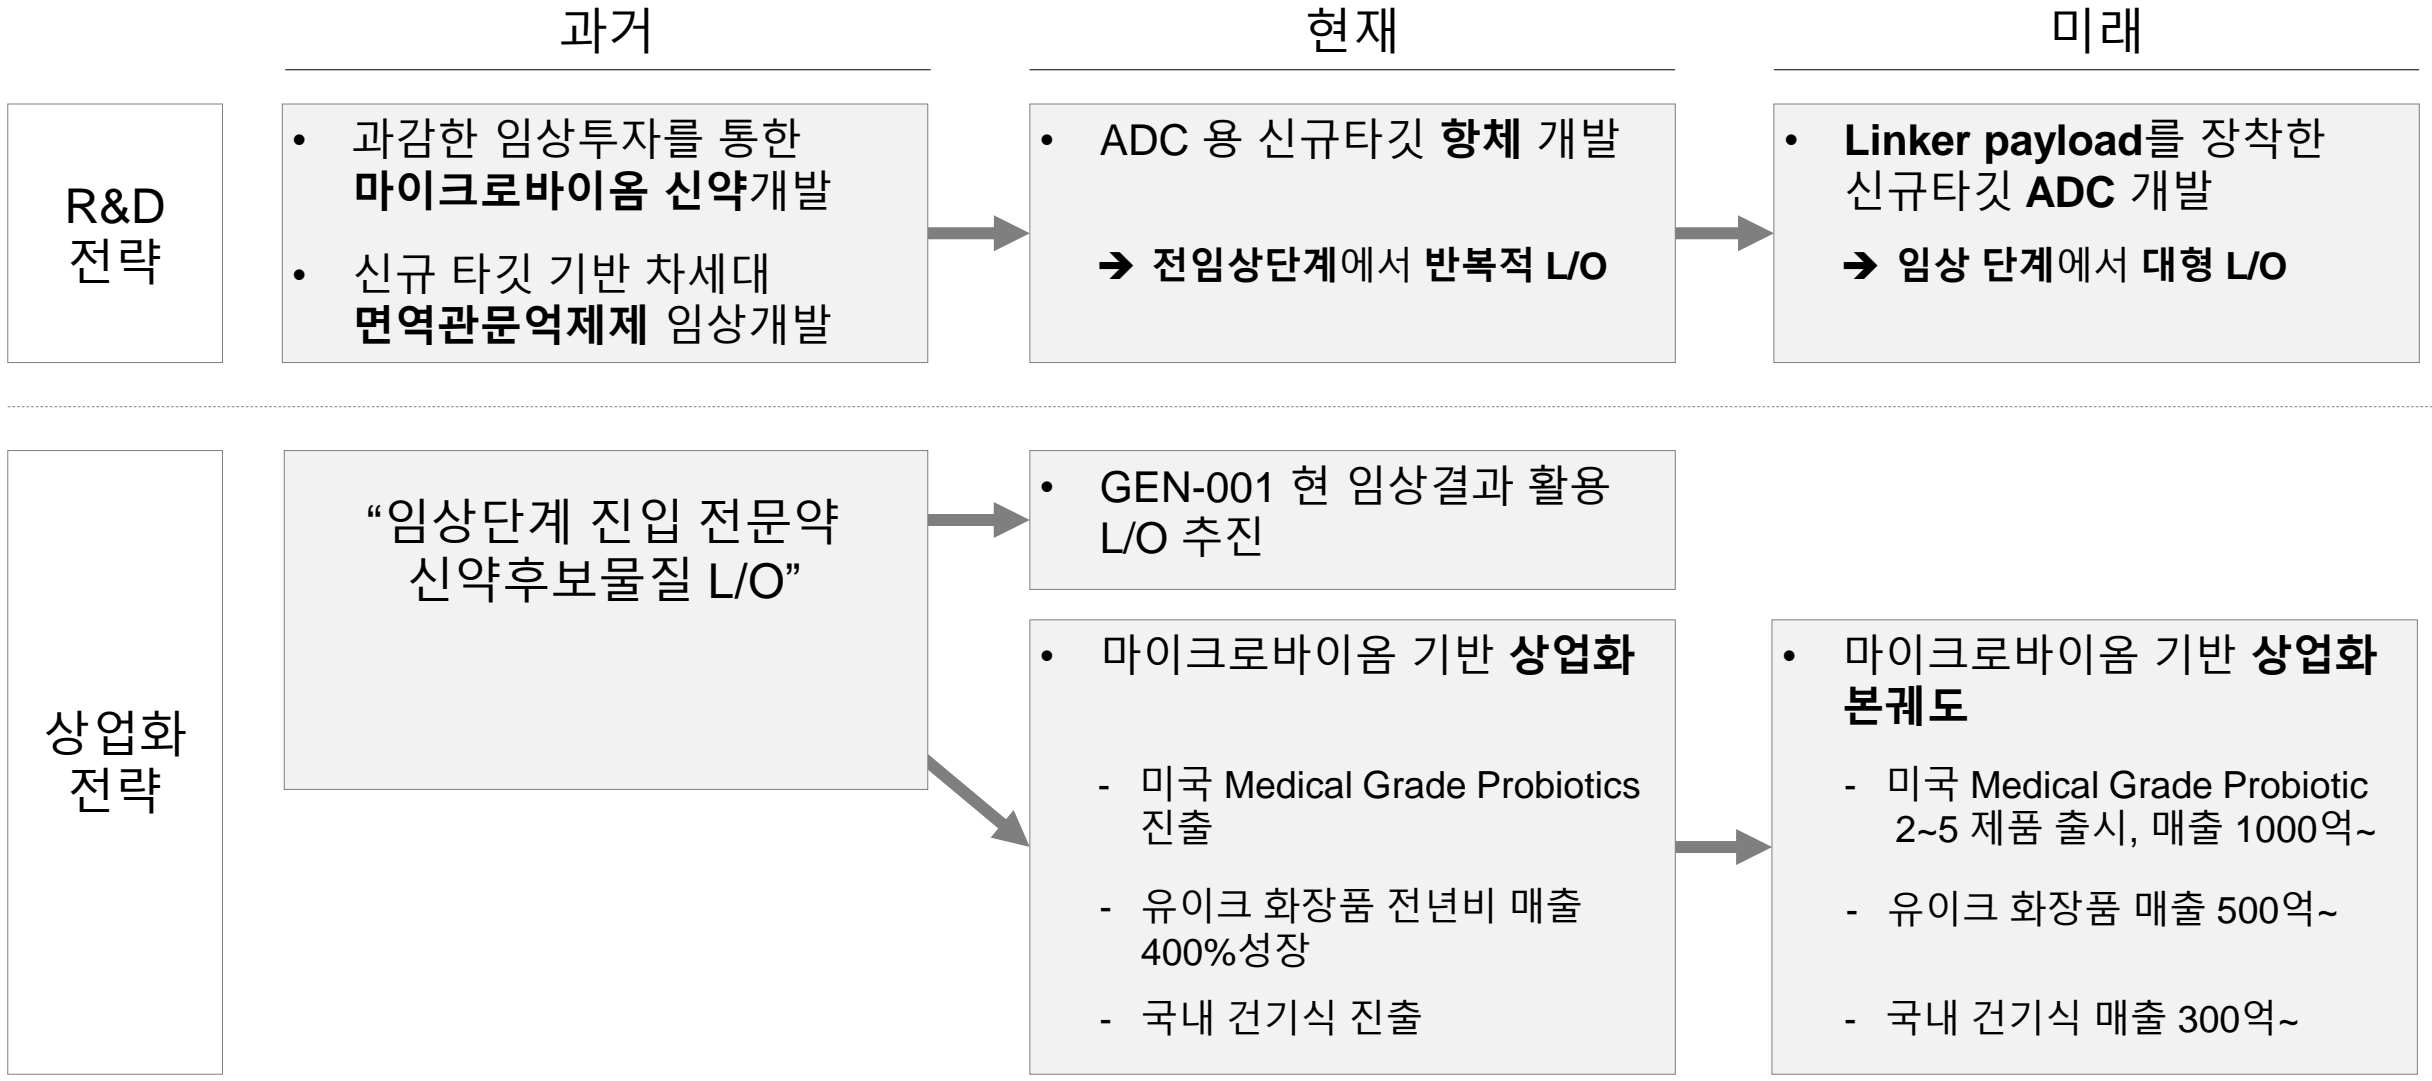 과거
현재
미래
R&D
전략
• 과감한 임상투자를 통한
마이크로바이옴 신약개발
• 신규 타깃 기반 차세대
면역관문억제제 임상개발
• ADC 용 신규타깃 항체 개발
➔ 전임상단계에서 반복적 L/O
• Linker payload를 장착한
신규타깃 ADC 개발
➔ 임상 단계에서 대형 L/O
상업화
전략
“임상단계 진입 전문약
신약후보물질 L/O”
• GEN-001 현 임상결과 활용
L/O 추진
• 마이크로바이옴 기반 상업화
- 미국 Medical Grade Probiotics
진출
- 유이크 화장품 전년비 매출
400%성장
- 국내 건기식 진출
• 마이크로바이옴 기반 상업화
본궤도
- 미국 Medical Grade Probiotic
2~5 제품 출시, 매출 1000억~
- 유이크 화장품 매출 500억~
- 국내 건기식 매출 300억~